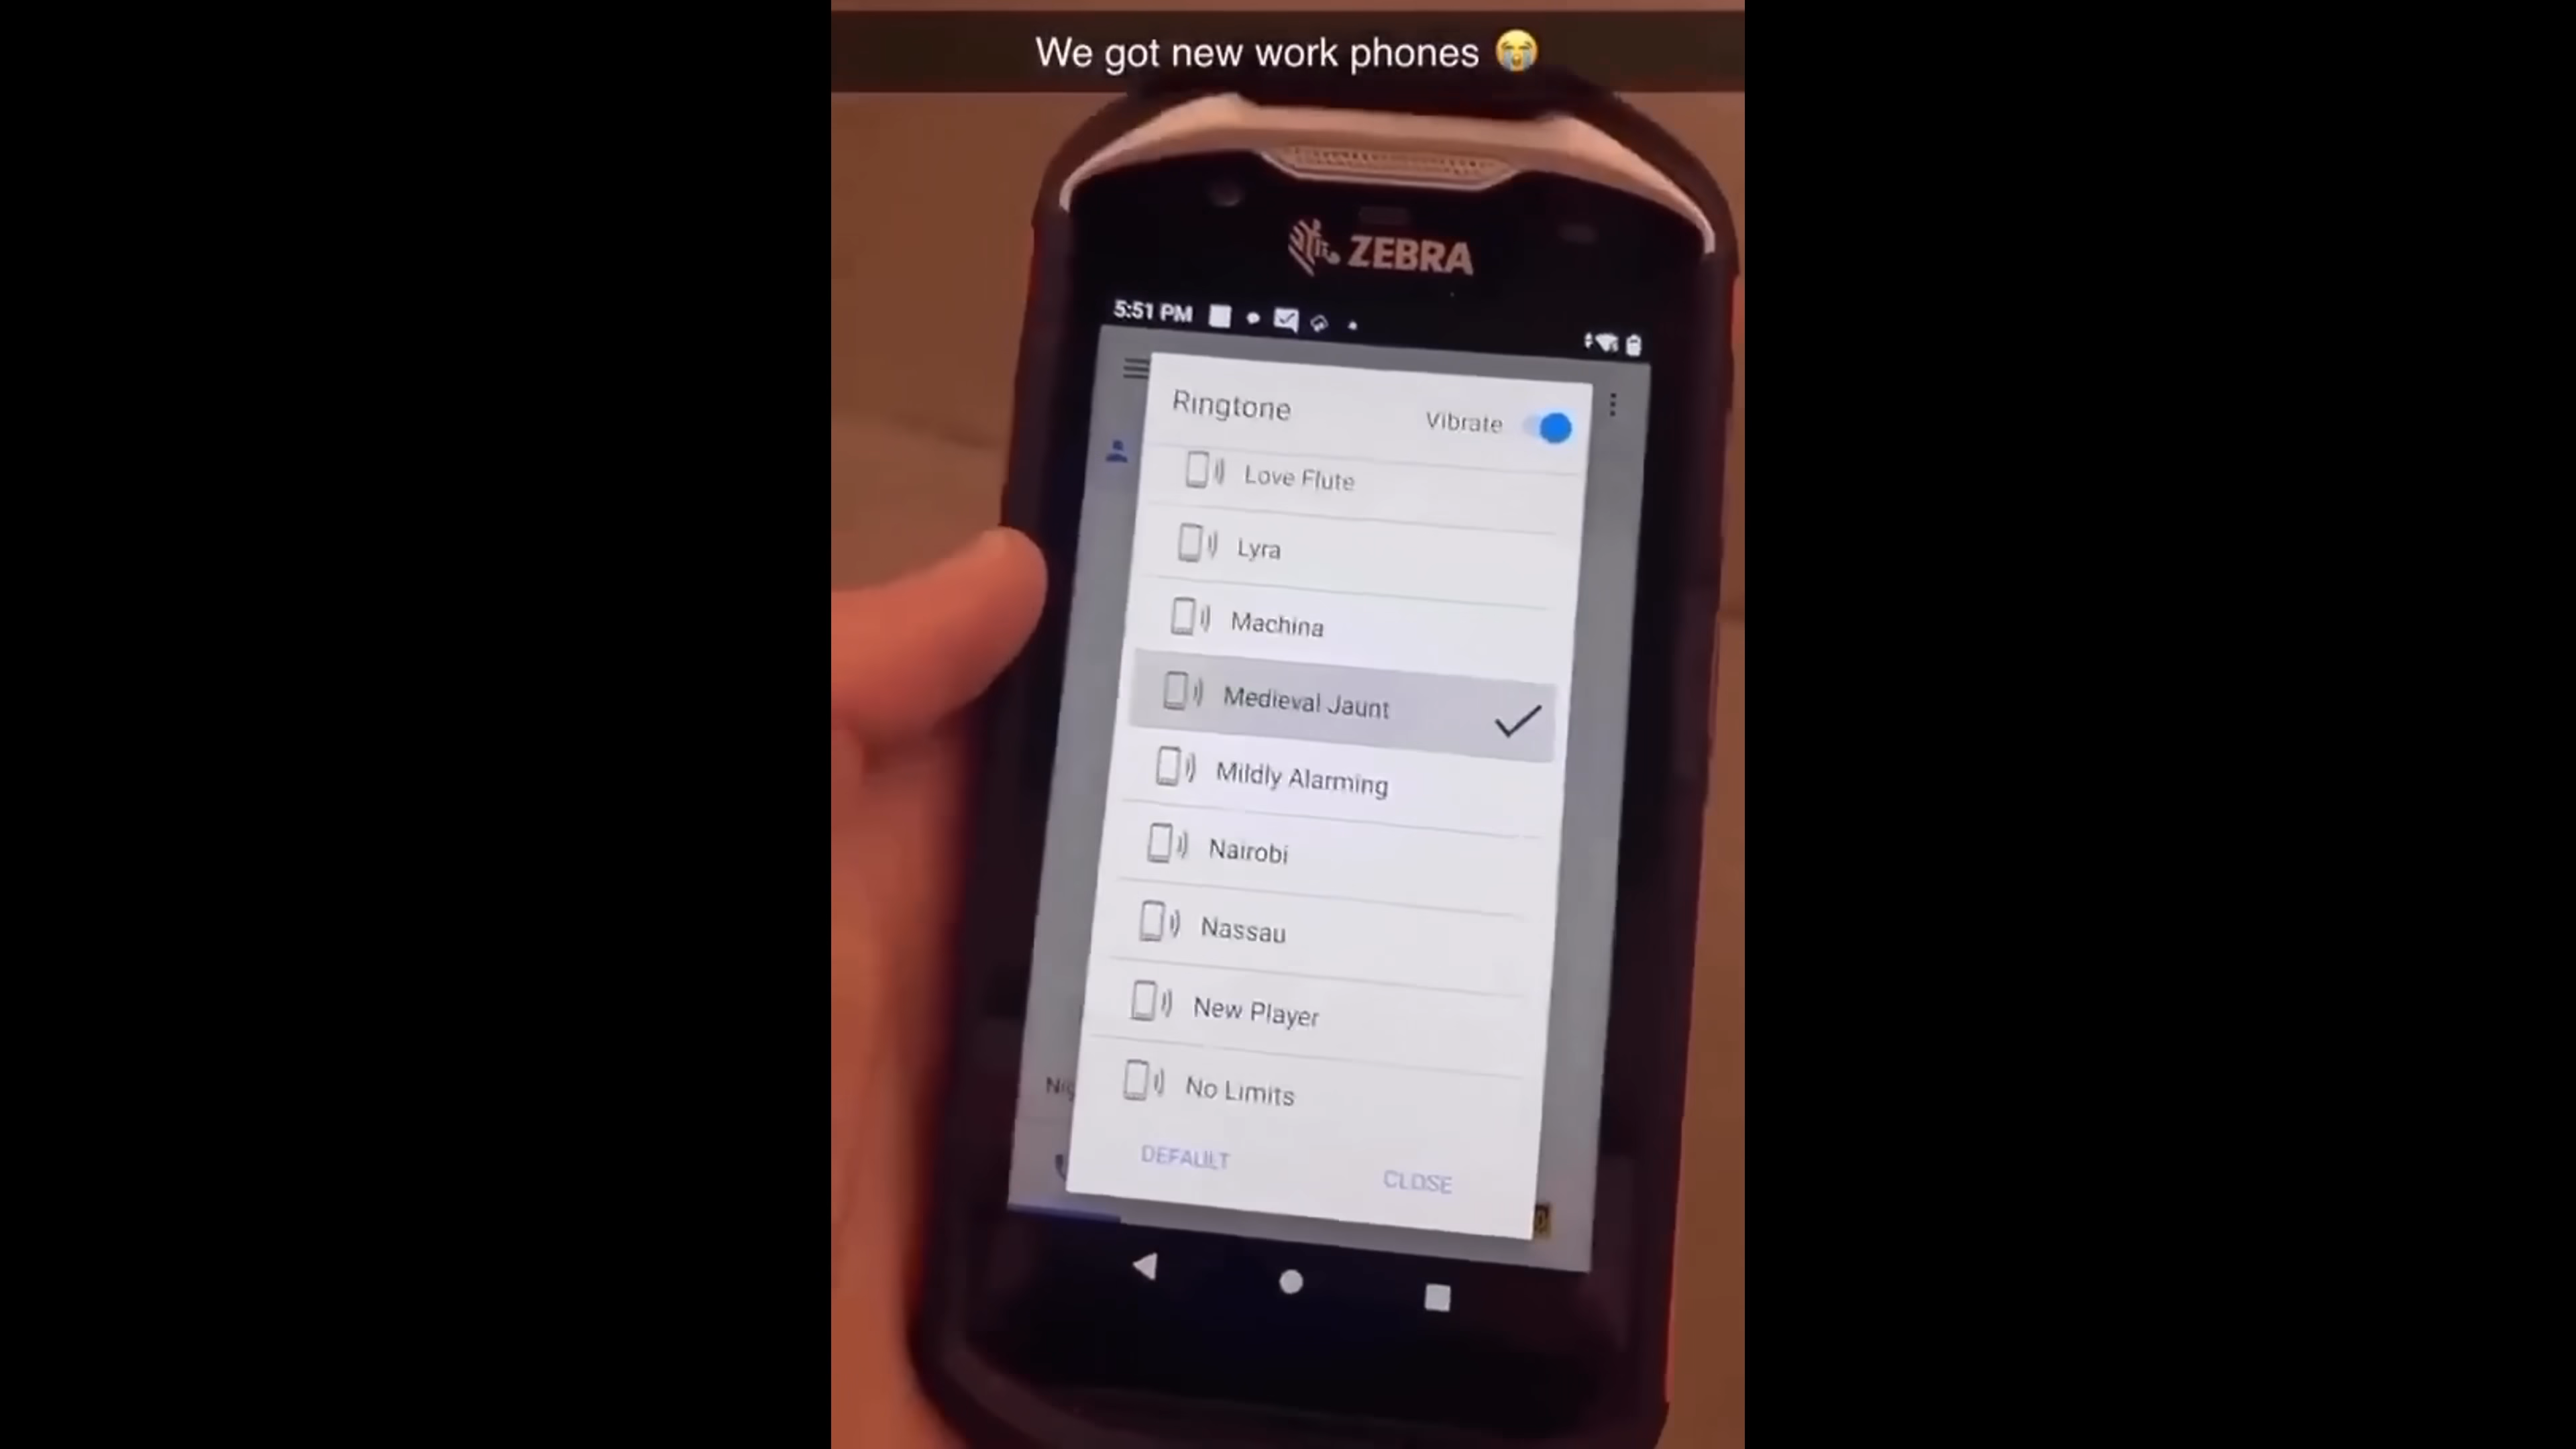 We got new work phones 😭
ZEBRA
5:51 PM
Ringtone
Vibrate
Love Flute
Lyra
Machina
Medieval Jaunt
Mildly Alarming
Nairobi
Nassau
New Player
No Limits
DEFAULT
CLOSE